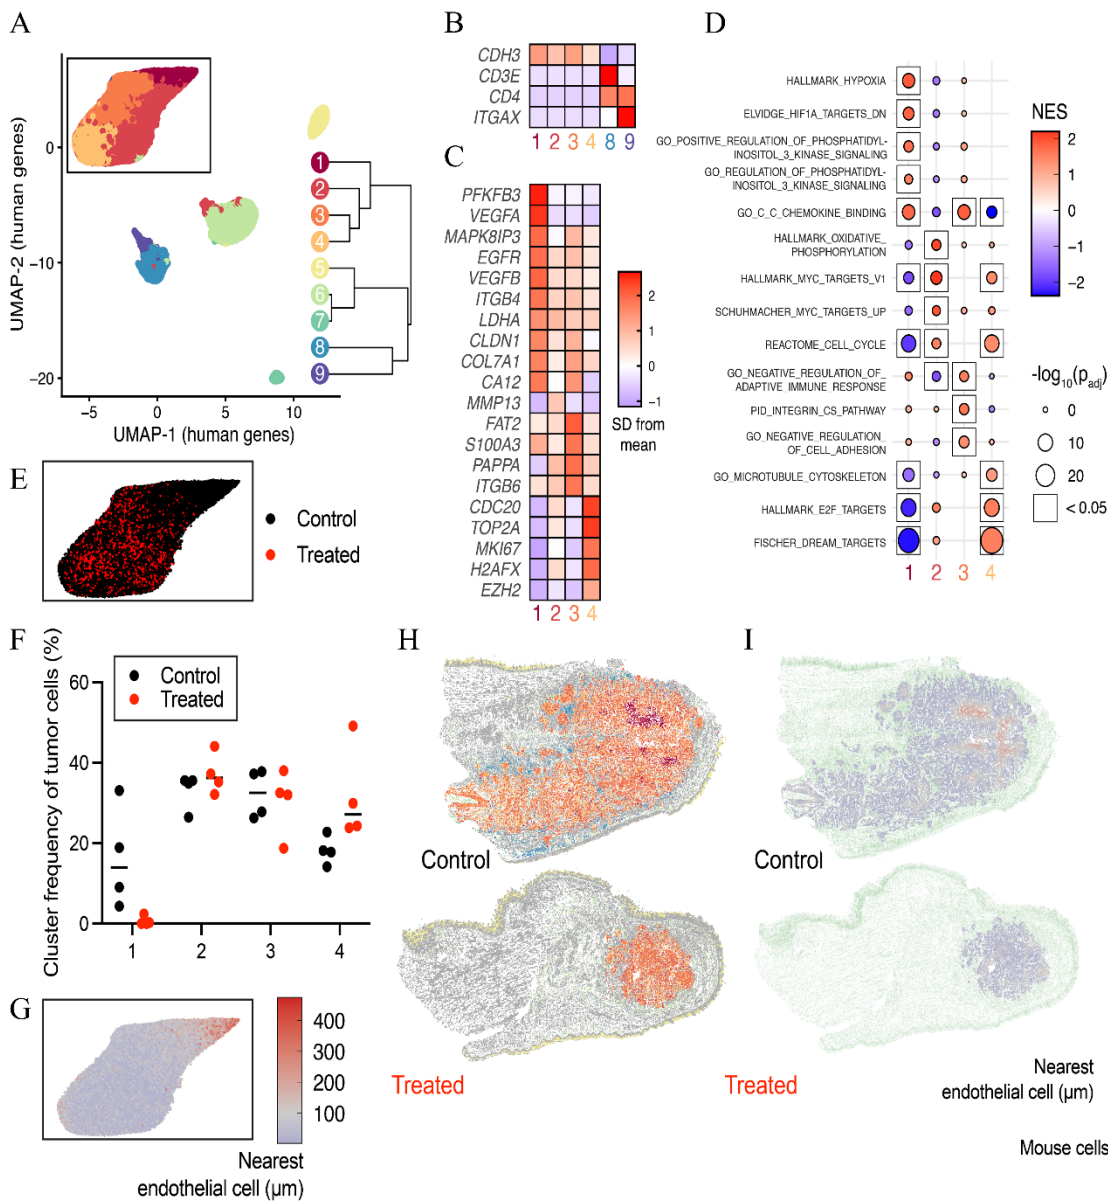 A
UMAP-2 (human genes)
0
−10
−20
−5
0
5
10
UMAP-1 (human genes)
1
2
3
4
5
6
7
8
9
B
CDH3
CD3E
CD4
ITGAX
1 2 3 4 8 9
C
PFKFB3
VEGFA
MAPK8IP3
EGFR
VEGFB
ITGB4
LDHA
CLDN1
COL7A1
CA12
MMP13
FAT2
S100A3
PAPPA
ITGB6
CDC20
TOP2A
MKI67
H2AFX
EZH2
1 2 3 4
2
1
0
−1
SD from
mean
D
HALLMARK_HYPOXIA
ELVIDGE_HIF1A_TARGETS_DN
GO_POSITIVE_REGULATION_OF_PHOSPHATIDYL-
INOSITOL_3_KINASE_SIGNALING
GO_REGULATION_OF_PHOSPHATIDYL-
INOSITOL_3_KINASE_SIGNALING
GO_C_C_CHEMOKINE_BINDING
HALLMARK_OXIDATIVE_
PHOSPHORYLATION
HALLMARK_MYC_TARGETS_V1
SCHUHMACHER_MYC_TARGETS_UP
REACTOME_CELL_CYCLE
GO_NEGATIVE_REGULATION_OF_
ADAPTIVE_IMMUNE_RESPONSE
PID_INTEGRIN_CS_PATHWAY
GO_NEGATIVE_REGULATION_
OF_CELL_ADHESION
GO_MICROTUBULE_CYTOSKELETON
HALLMARK_E2F_TARGETS
FISCHER_DREAM_TARGETS
1 2 3 4
NES
2
1
0
−1
−2
-log10(padj)
0
10
20
< 0.05
E
Control
Treated
F
Cluster frequency of tumor cells (%)
60
40
20
0
Control
Treated
1 2 3 4
G
400
300
200
100
Nearest
endothelial cell (µm)
H
Control
Treated
I
Control
Treated
Nearest
endothelial cell (µm)
Mouse cells